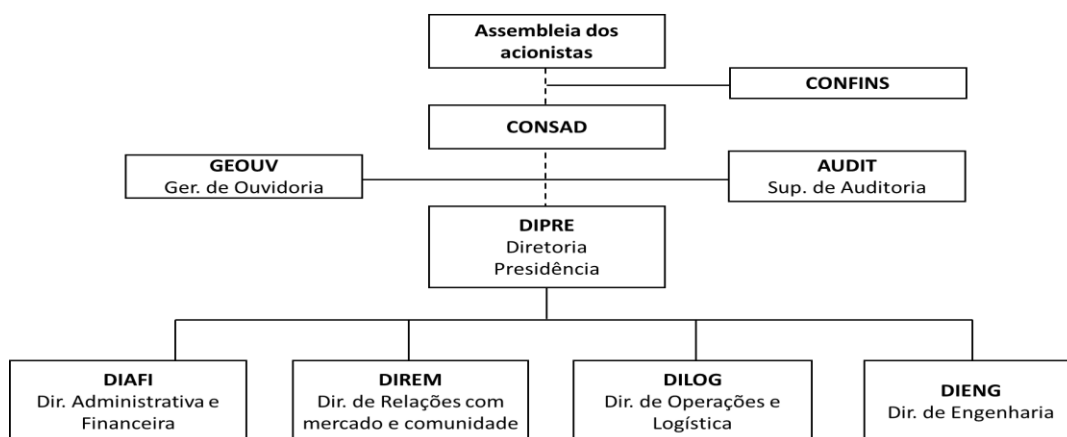 Assembleia dos
acionistas
CONFINS
CONSAD
GEOUV
Ger. de Ouvidoria
AUDIT
Sup. de Auditoria
DIPRE
Diretoria
Presidência
DIAFI
Dir. Administrativa e
Financeira
DIREM
Dir. de Relações com
mercado e comunidade
DILOG
Dir. de Operações e
Logística
DIENG
Dir. de Engenharia